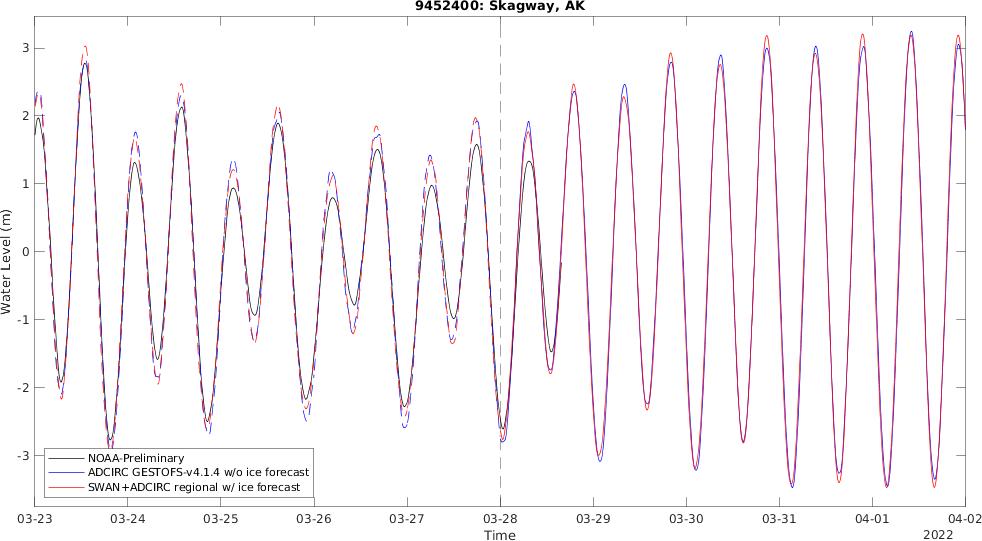 9452400: Skagway, AK
3
2
1
0
-1
-2
-3
Water Level (m)
NOAA-Preliminary
ADCIRC GESTOFS-v4.1.4 w/o ice forecast
SWAN+ADCIRC regional w/ ice forecast
03-23 03-24 03-25 03-26 03-27 03-28 03-29 03-30 03-31 04-01 04-02
Time
2022